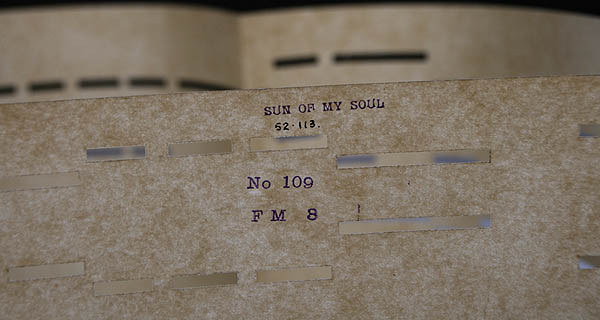 SUN OF MY SOUL
52·113.
No 109
FM 8